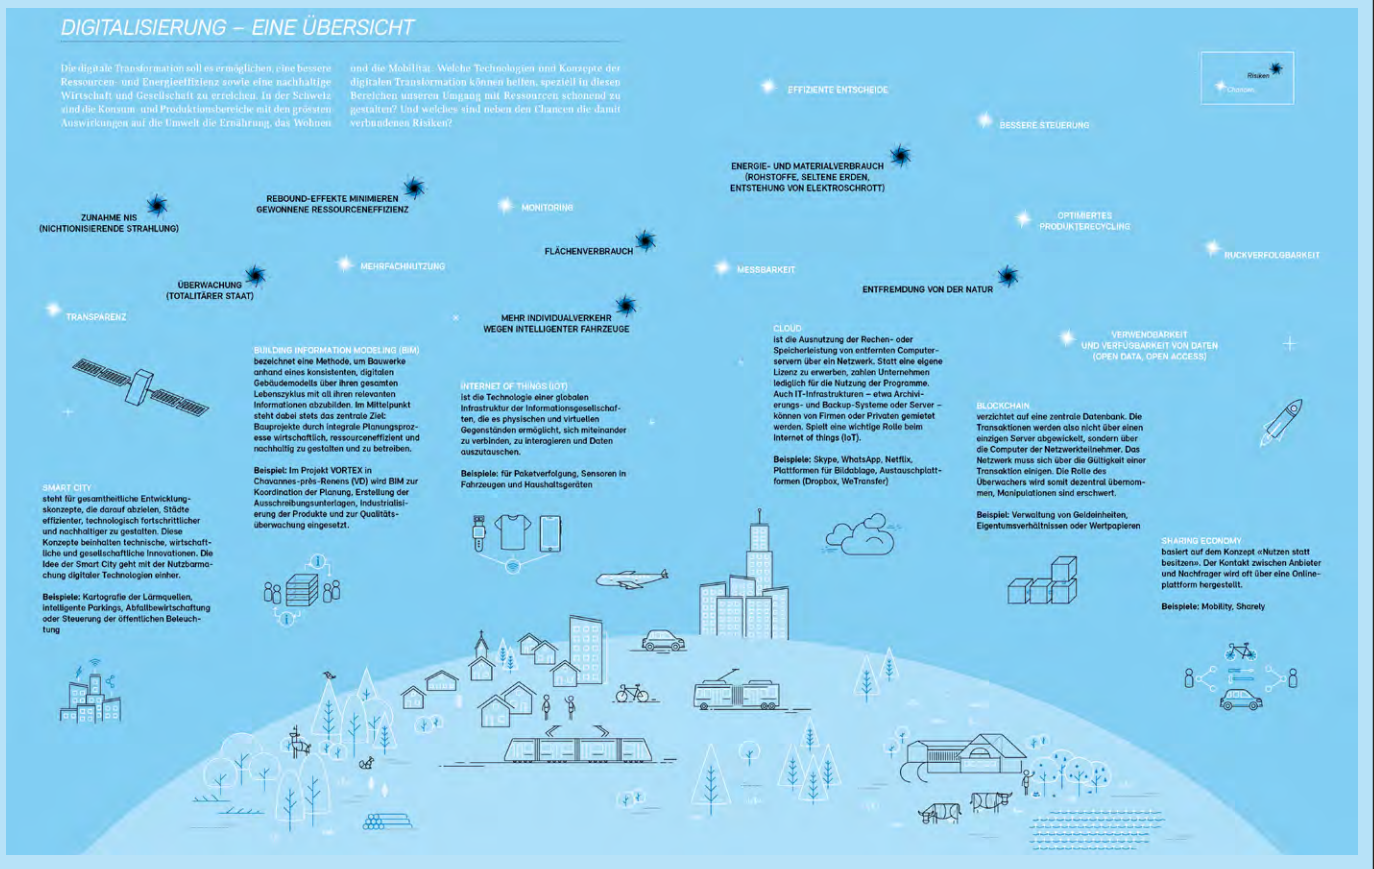 DIGITALISIERUNG – EINE ÜBERSICHT
Die digitale Transformation soll es ermöglichen, eine bessere
Ressourcen- und Energieeffizienz sowie eine nachhaltige
Wirtschaft und Gesellschaft zu erreichen. In der Schweiz
sind die Konsum- und Produktionsbereiche mit den grössten
Auswirkungen auf die Umwelt die Ernährung, das Wohnen
und die Mobilität. Welche Technologien und Konzepte der
digitalen Transformation können helfen, speziell in diesen
Bereichen unseren Umgang mit Ressourcen schonend zu
gestalten? Und welches sind neben den Chancen die damit
verbundenen Risiken?
Risiken
Chancen
EFFIZIENTE ENTSCHEIDE
BESSERE STEUERUNG
ENERGIE- UND MATERIALVERBRAUCH
(ROHSTOFFE, SELTENE ERDEN,
ENTSTEHUNG VON ELEKTROSCHROTT)
REBOUND-EFFEKTE MINIMIEREN
GEWONNENE RESSOURCENEFFIZIENZ
ZUNAHME NIS
(NICHTIONISIERENDE STRAHLUNG)
MONITORING
OPTIMIERTES
PRODUKTERECYCLING
FLÄCHENVERBRAUCH
RÜCKVERFOLGBARKEIT
MEHRFACHNUTZUNG
MESSBARKEIT
ÜBERWACHUNG
(TOTALITÄRER STAAT)
ENTFREMDUNG VON DER NATUR
TRANSPARENZ
MEHR INDIVIDUALVERKEHR
WEGEN INTELLIGENTER FAHRZEUGE
VERWENDBARKEIT
UND VERFÜGBARKEIT VON DATEN
(OPEN DATA, OPEN ACCESS)
SMART CITY
steht für gesamtheitliche Entwicklung-
skonzepte, die darauf abzielen, Städte
effizienter, technologisch fortschrittlicher
und nachhaltiger zu gestalten. Diese
Konzepte beinhalten technische, wirtschaft-
liche und gesellschaftliche Innovationen. Die
Idee der Smart City geht mit der Nutzbarma-
chung digitaler Technologien einher.
Beispiele: Kartografie der Lärmquellen,
intelligente Parkings, Abfallbewirtschaftung
oder Steuerung der öffentlichen Beleuch-
tung
BUILDING INFORMATION MODELING (BIM)
bezeichnet eine Methode, um Bauwerke
anhand eines konsistenten, digitalen
Gebäudemodells über ihren gesamten
Lebenszyklus mit all ihren relevanten
Informationen abzubilden. Im Mittelpunkt
steht dabei stets das zentrale Ziel:
Bauprojekte durch integrale Planungsproz-
esse wirtschaftlich, ressourceneffizient und
nachhaltig zu gestalten und zu betreiben.
Beispiel: Im Projekt VORTEX in
Chavannes-près-Renens (VD) wird BIM zur
Koordination der Planung, Erstellung der
Ausschreibungsunterlagen, Industrialisi-
erung der Produkte und zur Qualitäts-
überwachung eingesetzt.
INTERNET OF THINGS (IOT)
ist die Technologie einer globalen
Infrastruktur der Informationsgesellschaf-
ten, die es physischen und virtuellen
Gegenständen ermöglicht, sich miteinander
zu verbinden, zu interagieren und Daten
auszutauschen.
Beispiele: für Paketverfolgung, Sensoren in
Fahrzeugen und Haushaltsgeräten
CLOUD
ist die Ausnutzung der Rechen- oder
Speicherleistung von entfernten Computer-
servern über ein Netzwerk. Statt eine eigene
Lizenz zu erwerben, zahlen Unternehmen
lediglich für die Nutzung der Programme.
Auch IT-Infrastrukturen – etwa Archivi-
erungs- und Backup-Systeme oder Server –
können von Firmen oder Privaten gemietet
werden. Spielt eine wichtige Rolle beim
Internet of things (IoT).
Beispiele: Skype, WhatsApp, Netflix,
Plattformen für Bildablage, Austauschplatt-
formen (Dropbox, WeTransfer)
BLOCKCHAIN
verzichtet auf eine zentrale Datenbank. Die
Transaktionen werden also nicht über einen
einzigen Server abgewickelt, sondern über
die Computer der Netzwerkteilnehmer. Das
Netzwerk muss sich über die Gültigkeit einer
Transaktion einigen. Die Rolle des
Überwachers wird somit dezentral übernom-
men, Manipulationen sind erschwert.
Beispiel: Verwaltung von Geldeinheiten,
Eigentumsverhältnissen oder Wertpapieren
SHARING ECONOMY
basiert auf dem Konzept «Nutzen statt
besitzen». Der Kontakt zwischen Anbieter
und Nachfrager wird oft über eine Online-
plattform hergestellt.
Beispiele: Mobility, Sharely